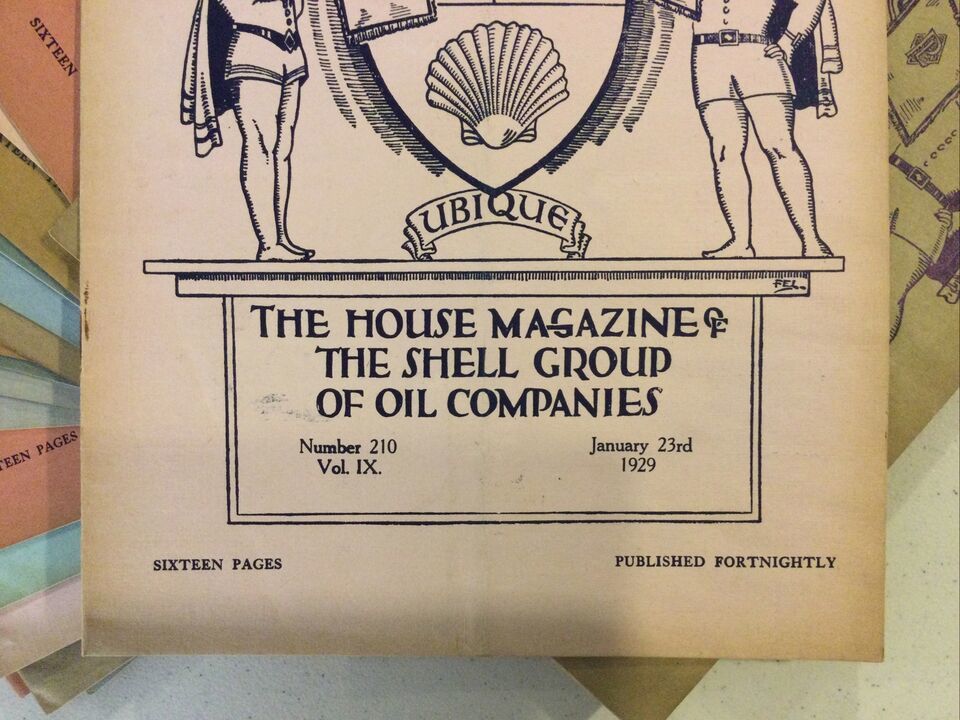 SIXTEEN
UBIQUE
FEL.
THE HOUSE MAGAZINE OF
THE SHELL GROUP
OF OIL COMPANIES
Number 210
Vol. IX.
January 23rd
1929
SIXTEEN PAGES
PUBLISHED FORTNIGHTLY
SIXTEEN
TEEN PAGES